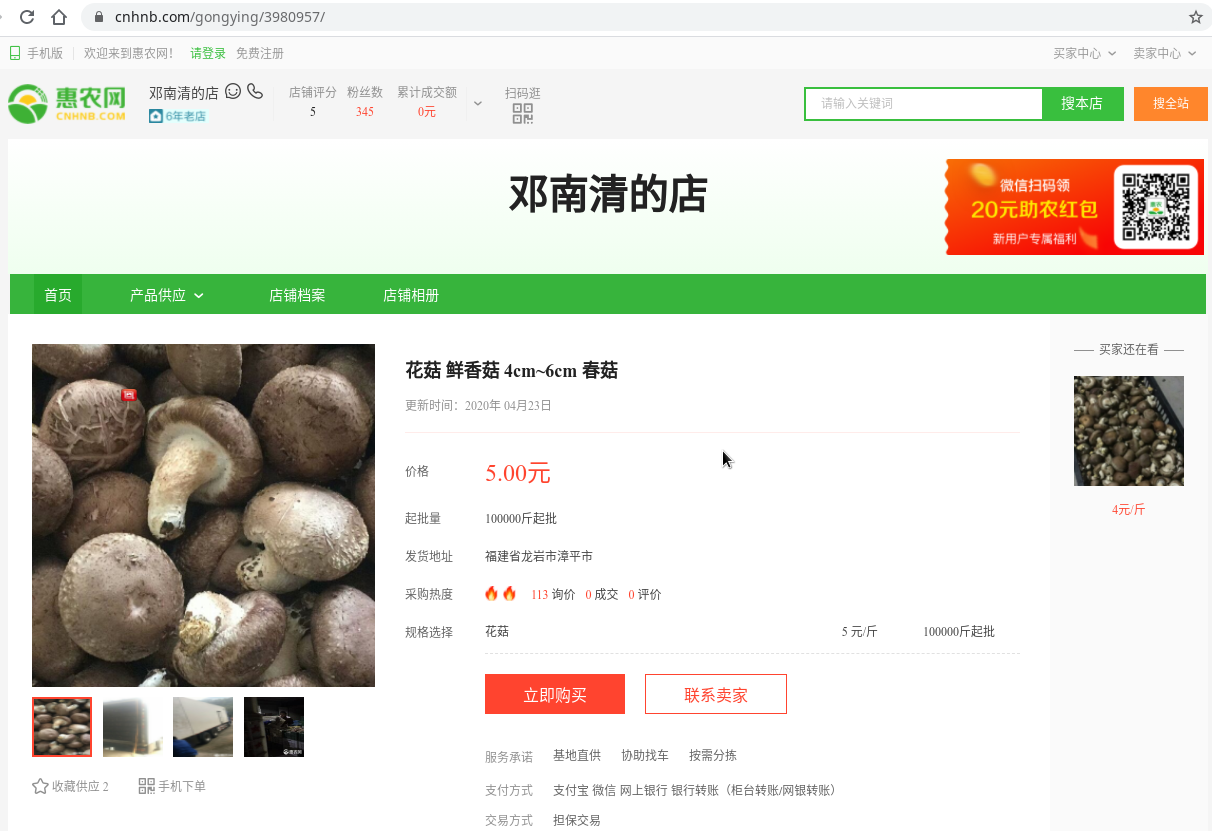 cnhnb.com/gongying/3980957/
手机版 欢迎来到惠农网! 请登录 免费注册 买家中心 卖家中心
惠农网 CNHNB.COM
邓南清的店
6年老店
店铺评分 粉丝数 累计成交额 扫码逛
5 345 0元
请输入关键词 搜本店 搜全站
邓南清的店
微信扫码领
20元助农红包
新用户专属福利
惠农
首页 产品供应 店铺档案 店铺相册
花菇 鲜香菇 4cm~6cm 春菇
更新时间：2020年 04月23日
价格 5.00元
起批量 100000斤起批
发货地址 福建省龙岩市漳平市
采购热度 113 询价 0 成交 0 评价
规格选择 花菇 5 元/斤 100000斤起批
立即购买 联系卖家
服务承诺 基地直供 协助找车 按需分拣
支付方式 支付宝 微信 网上银行 银行转账（柜台转账/网银转账）
交易方式 担保交易
惠农网
收藏供应 2 手机下单
买家还在看
4元/斤